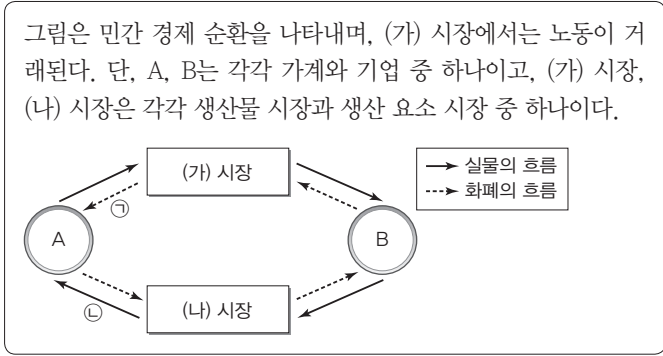 그림은 민간 경제 순환을 나타내며, (가) 시장에서는 노동이 거
래된다. 단, A, B는 각각 가계와 기업 중 하나이고, (가) 시장,
(나) 시장은 각각 생산물 시장과 생산 요소 시장 중 하나이다.
(가) 시장
실물의 흐름
화폐의 흐름
㉠
A
B
㉡
(나) 시장